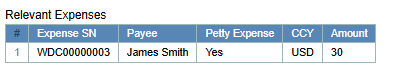 Relevant Expenses
# Expense SN Payee Petty Expense CCY Amount
1 WDC00000003 James Smith Yes USD 30